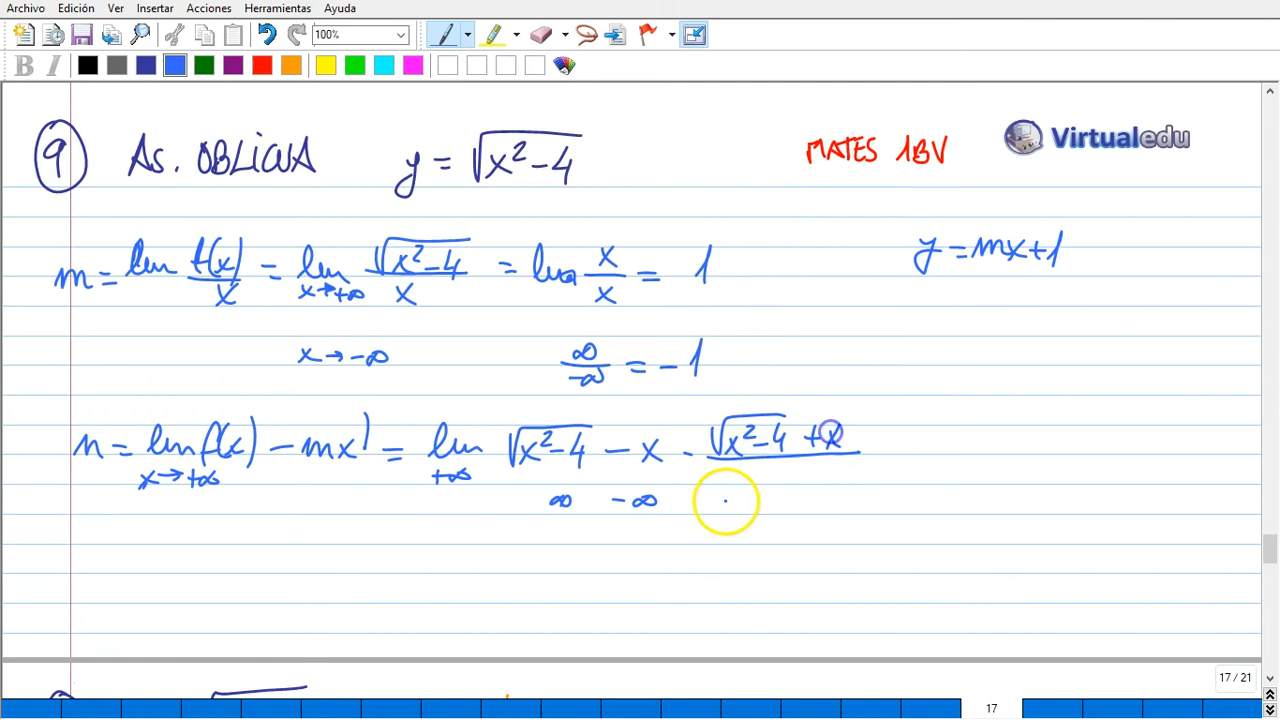 Archivo Edición Ver Insertar Acciones Herramientas Ayuda
100%
B I
9 As. OBLICUA y = √x²-4 MATES 1BV Virtualedu
m = lim f(x)/x = lim x→+∞ √x²-4/x = lim x/x = 1 y = mx+1
x→-∞ ∞/-∞ = -1
n = lim x→+∞ f(x) - mx = lim +∞ √x²-4 - x · √x²-4 +x
∞ -∞
17 / 21
17